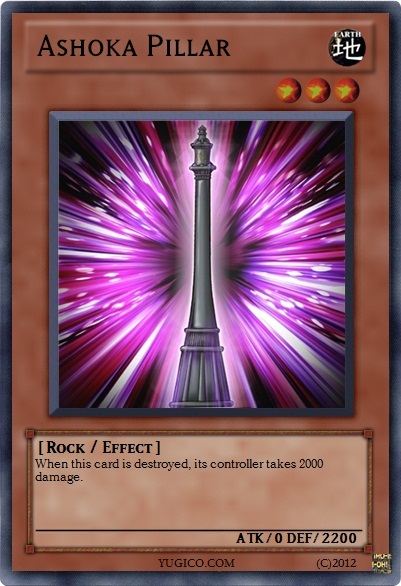 ASHOKA PILLAR
EARTH
地
[ROCK / EFFECT]
When this card is destroyed, its controller takes 2000
damage.
ATK/0 DEF/2200
YUGICO.COM (C)2012